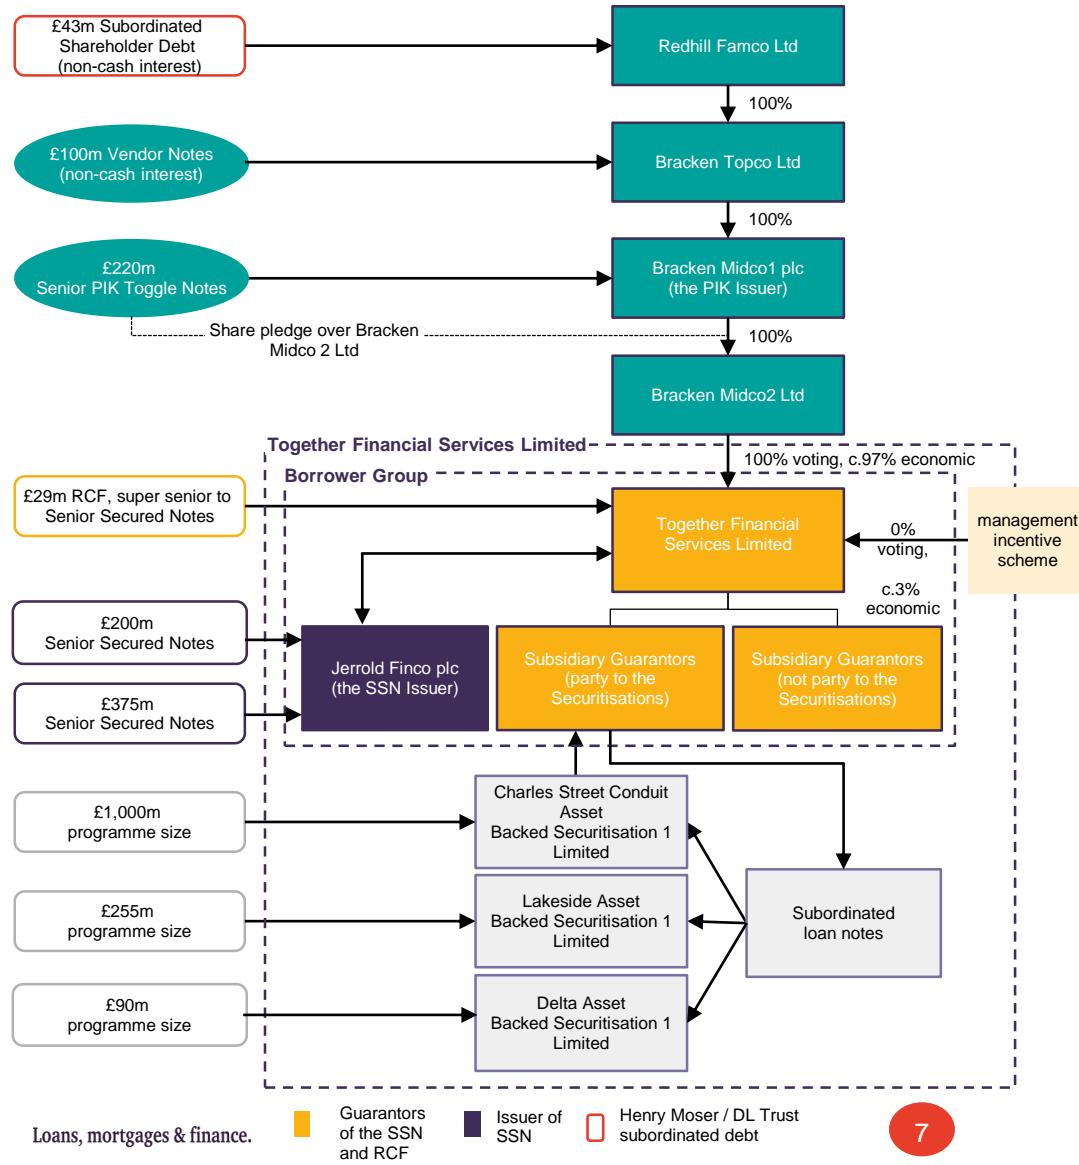 £43m Subordinated
Shareholder Debt
(non-cash interest)
Redhill Famco Ltd
100%
£100m Vendor Notes
(non-cash interest)
Bracken Topco Ltd
100%
£220m
Senior PIK Toggle Notes
Bracken Midco1 plc
(the PIK Issuer)
Share pledge over Bracken
Midco 2 Ltd
100%
Bracken Midco2 Ltd
Together Financial Services Limited
100% voting, c.97% economic
Borrower Group
£29m RCF, super senior to
Senior Secured Notes
Together Financial
Services Limited
0%
voting,
c.3%
economic
management
incentive
scheme
£200m
Senior Secured Notes
£375m
Senior Secured Notes
Jerrold Finco plc
(the SSN Issuer)
Subsidiary Guarantors
(party to the
Securitisations)
Subsidiary Guarantors
(not party to the
Securitisations)
£1,000m
programme size
Charles Street Conduit
Asset
Backed Securitisation 1
Limited
£255m
programme size
Lakeside Asset
Backed Securitisation 1
Limited
Subordinated
loan notes
£90m
programme size
Delta Asset
Backed Securitisation 1
Limited
Loans, mortgages & finance.
Guarantors
of the SSN
and RCF
Issuer of
SSN
Henry Moser / DL Trust
subordinated debt
7